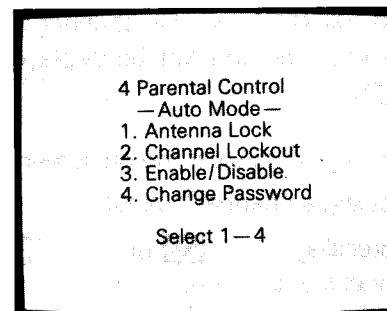 4 Parental Control
—Auto Mode—
1. Antenna Lock
2. Channel Lockout
3. Enable/Disable
4. Change Password
Select 1—4